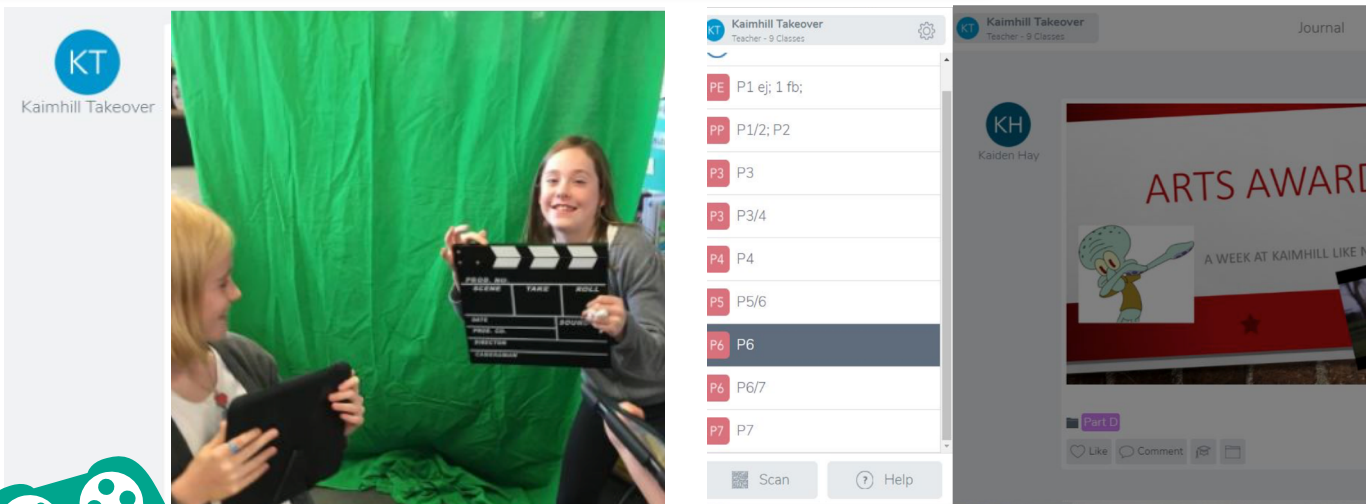 KT
Kaimhill Takeover
PROD. NO.
SCENE TAKE ROLL
DATE SOUND
PROD. CO.
DIRECTOR
CAMERAMAN
KT Kaimhill Takeover
Teacher - 9 Classes
PE P1 ej; 1 fb;
PP P1/2; P2
P3 P3
P3 P3/4
P4 P4
P5 P5/6
P6 P6
P6 P6/7
P7 P7
Scan
? Help
KT Kaimhill Takeover
Teacher - 9 Classes
Journal
KH
Kaiden Hay
ARTS AWARD
A WEEK AT KAIMHILL LIKE
Part D
Like Comment